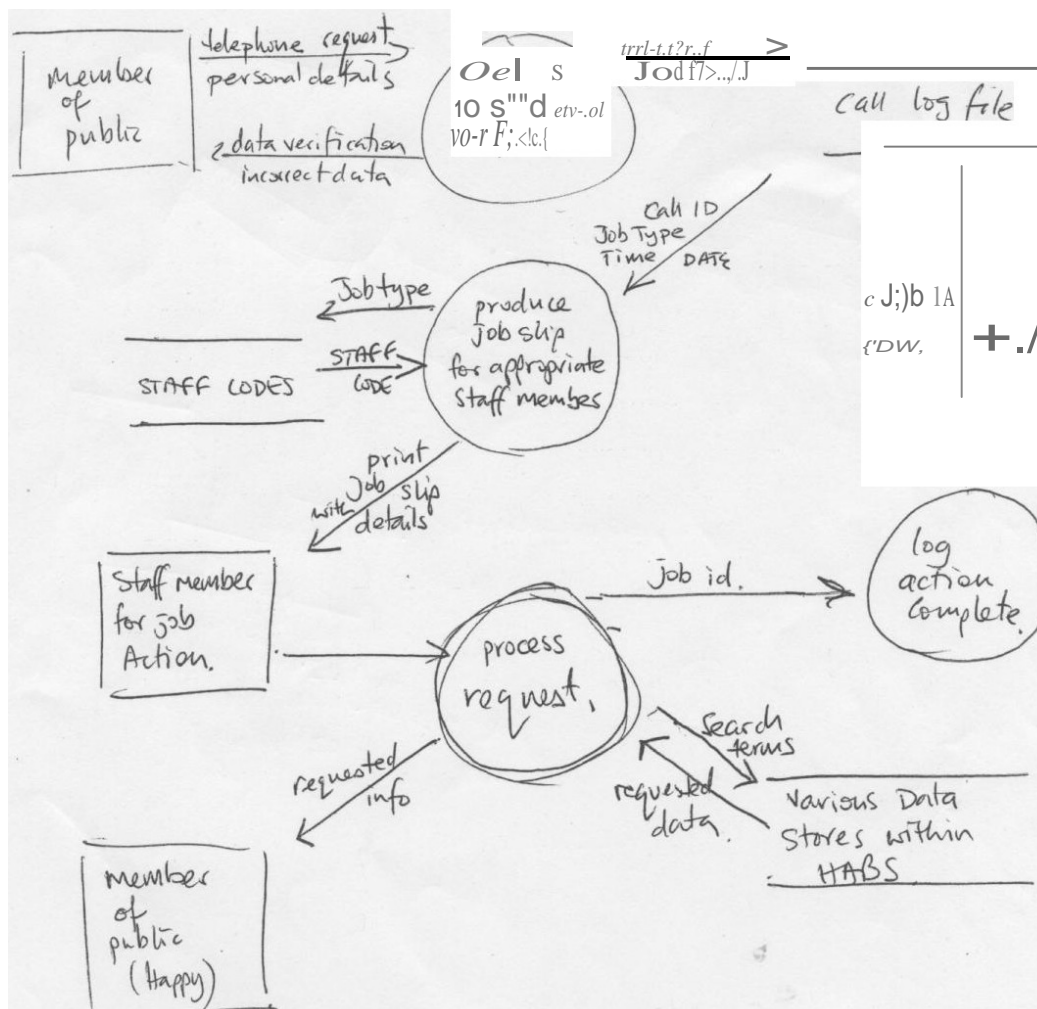 telephone request
personal details
member
of
public
data verification
incorrect data
call log file
Call ID
Job Type
Time DATE
Job type
produce
job slip
for appropriate
staff member
STAFF
CODE
STAFF CODES
print
Job slip
with
details
Staff member
for job
Action.
job id.
log
action
complete.
process
request.
Search
terms
requested
info
requested
data.
Various Data
Stores within
HABS
member
of
public
(Happy)